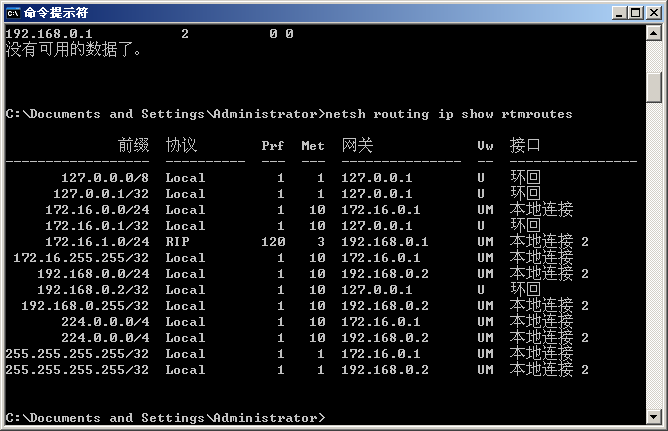 命令提示符
192.168.0.1 2 0 0
没有可用的数据了。
C:\Documents and Settings\Administrator>netsh routing ip show rtmroutes
前缀 协议 Prf Met 网关 Vw 接口
------------------ ---------- --- --- --------------- -- ----------------
127.0.0.0/8 Local 1 1 127.0.0.1 U 环回
127.0.0.1/32 Local 1 1 127.0.0.1 U 环回
172.16.0.0/24 Local 1 10 172.16.0.1 UM 本地连接
172.16.0.1/32 Local 1 10 127.0.0.1 U 环回
172.16.1.0/24 RIP 120 3 192.168.0.1 UM 本地连接 2
172.16.255.255/32 Local 1 10 172.16.0.1 UM 本地连接
192.168.0.0/24 Local 1 10 192.168.0.2 UM 本地连接 2
192.168.0.2/32 Local 1 10 127.0.0.1 U 环回
192.168.0.255/32 Local 1 10 192.168.0.2 UM 本地连接 2
224.0.0.0/4 Local 1 10 172.16.0.1 UM 本地连接
224.0.0.0/4 Local 1 10 192.168.0.2 UM 本地连接 2
255.255.255.255/32 Local 1 1 172.16.0.1 UM 本地连接
255.255.255.255/32 Local 1 1 192.168.0.2 UM 本地连接 2
C:\Documents and Settings\Administrator>